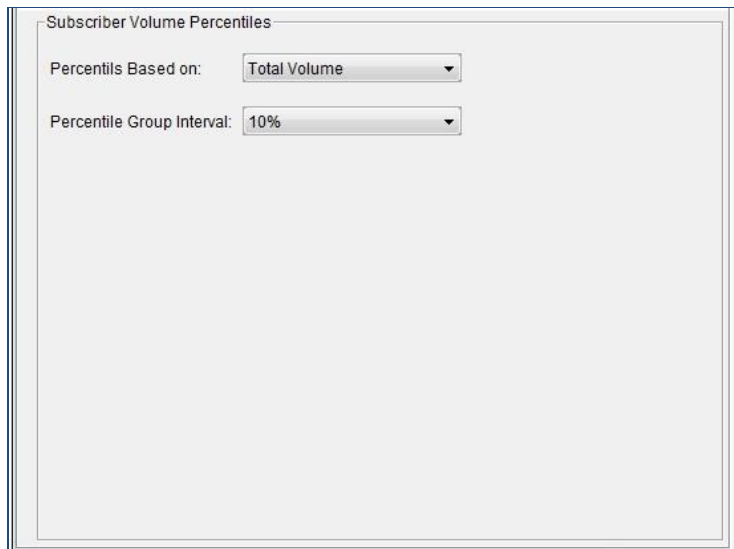 Subscriber Volume Percentiles
Percentils Based on: Total Volume
Percentile Group Interval: 10%